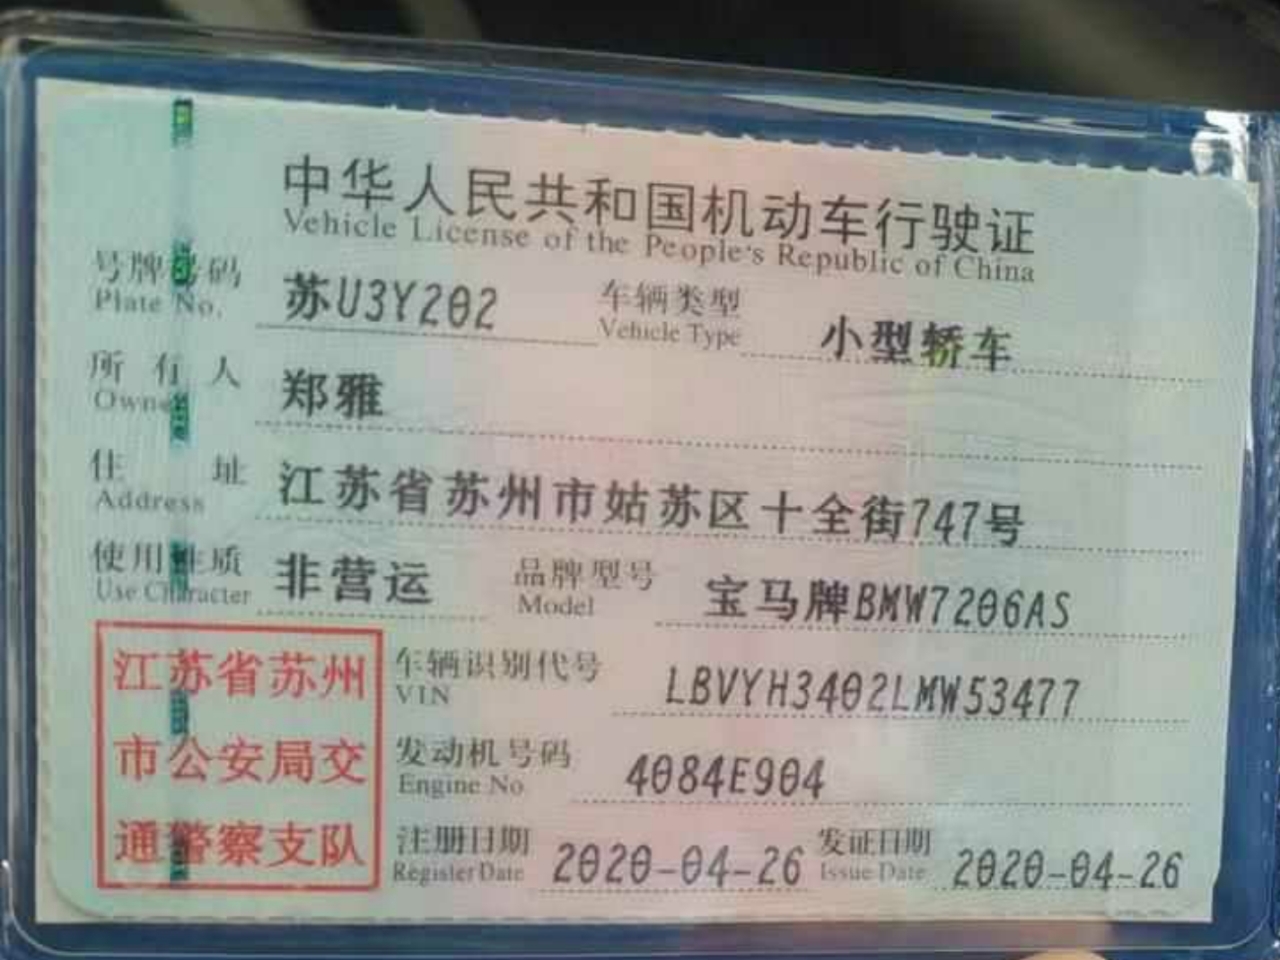 中华人民共和国机动车行驶证
Vehicle License of the People's Republic of China
号牌号码 苏U3Y202 车辆类型 小型轿车
Plate No. Vehicle Type
所有人 郑雅
Owner
住址 江苏省苏州市姑苏区十全街747号
Address
使用性质 非营运 品牌型号 宝马牌BMW7206AS
Use Character Model
江苏省苏州
市公安局交
通警察支队
车辆识别代号 LBVYH3402LMW53477
VIN
发动机号码 4084E904
Engine No
注册日期 2020-04-26 发证日期 2020-04-26
Register Date Issue Date